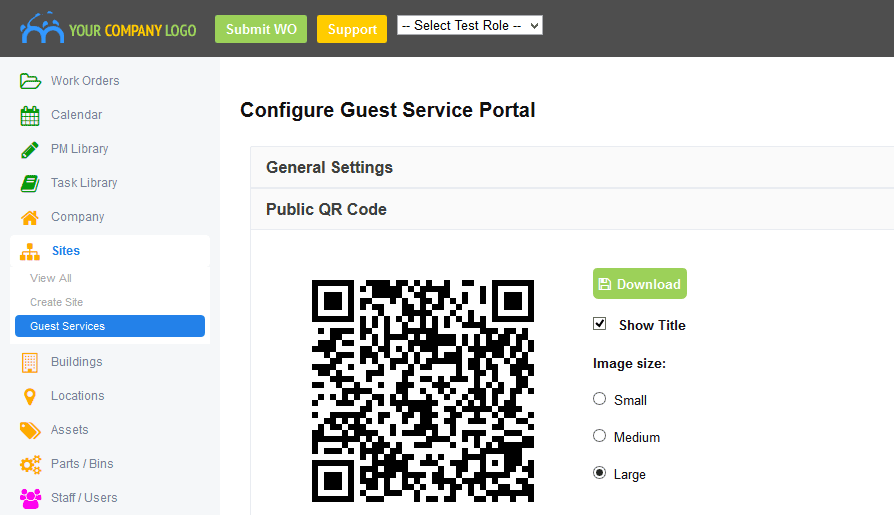 YOUR COMPANY LOGO
Submit WO
Support
-- Select Test Role --
Work Orders
Calendar
PM Library
Task Library
Company
Sites
View All
Create Site
Guest Services
Buildings
Locations
Assets
Parts / Bins
Staff / Users
Configure Guest Service Portal
General Settings
Public QR Code
Download
Show Title
Image size:
Small
Medium
Large